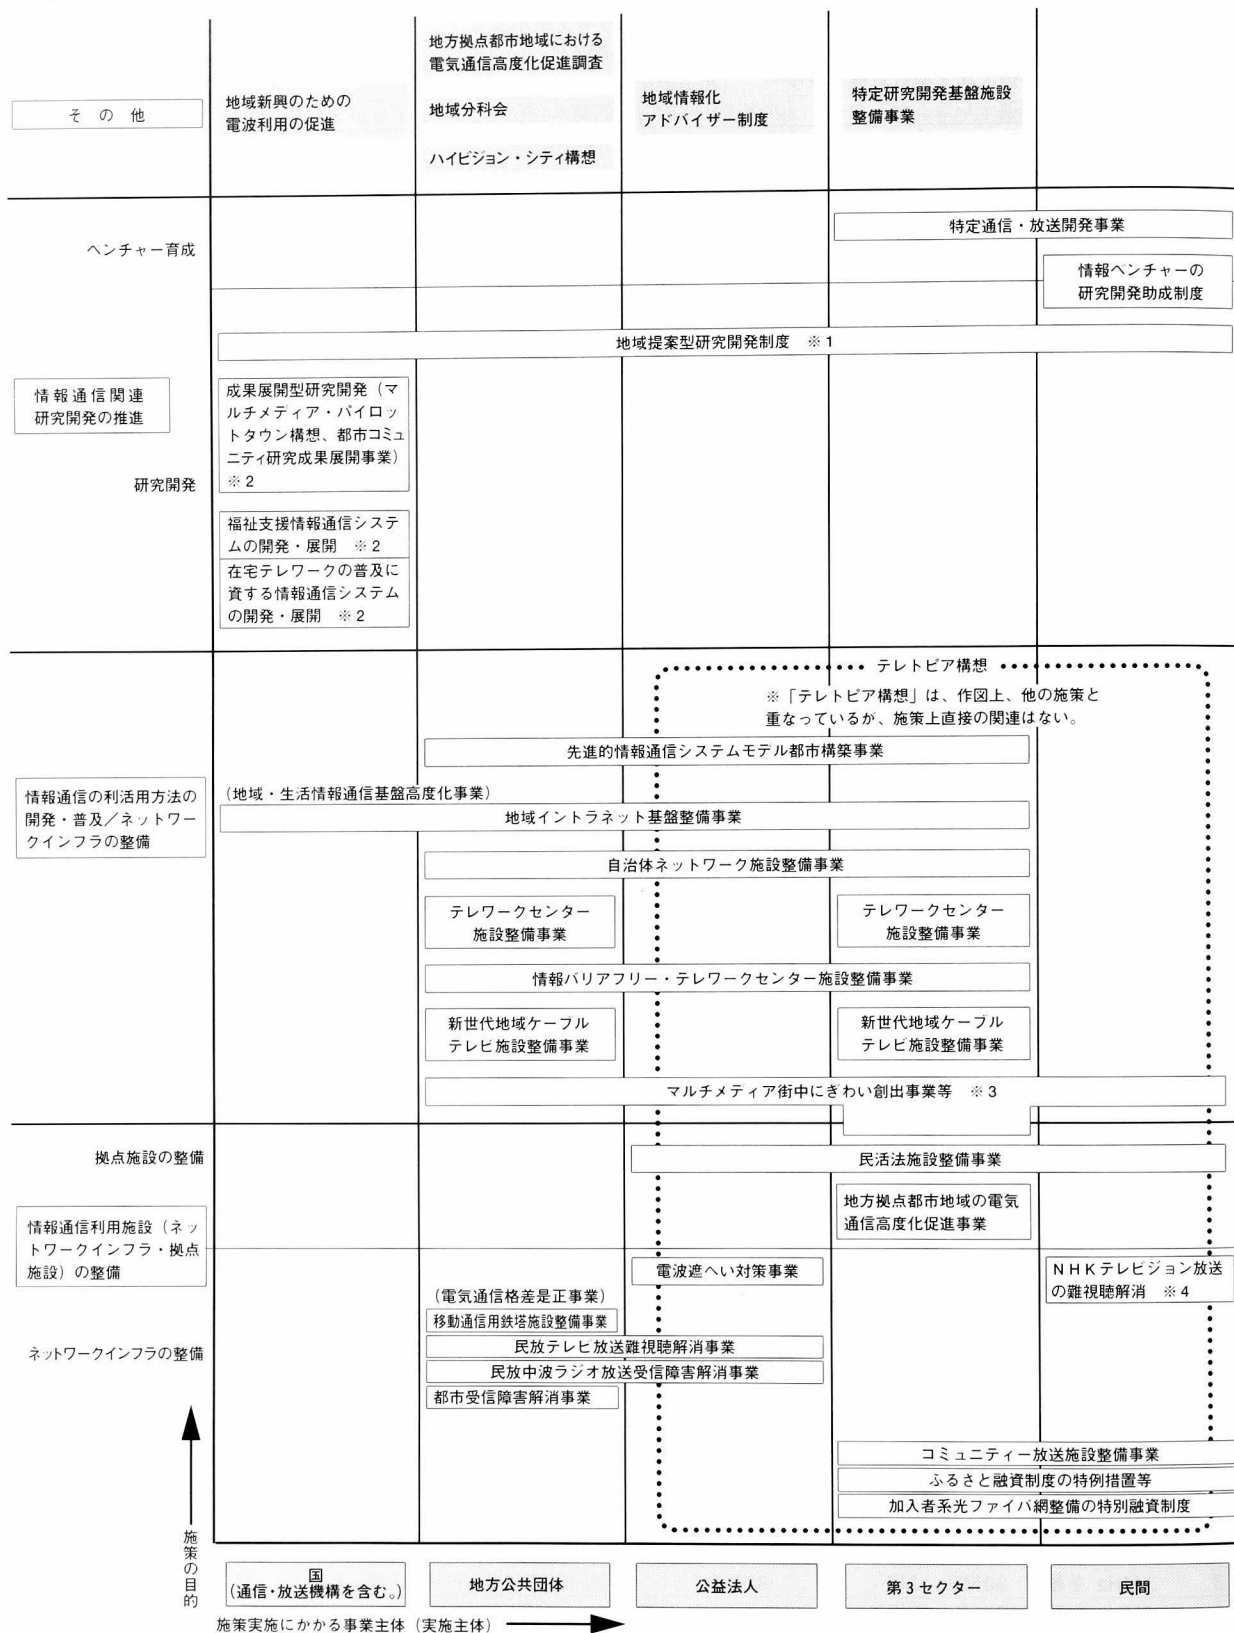 地方拠点都市地域における
電気通信高度化促進調査
その他
地域新興のための
電波利用の促進
地域分科会
ハイビジョン・シティ構想
地域情報化
アドバイザー制度
特定研究開発基盤施設
整備事業
ベンチャー育成
特定通信・放送開発事業
情報ベンチャーの
研究開発助成制度
地域提案型研究開発制度 ※1
情報通信関連
研究開発の推進
研究開発
成果展開型研究開発（マ
ルチメディア・パイロッ
トタウン構想、都市コミュ
ニティ研究成果展開事業）
※2
福祉支援情報通信システ
ムの開発・展開 ※2
在宅テレワークの普及に
資する情報通信システム
の開発・展開 ※2
テレトピア構想
※「テレトピア構想」は、作図上、他の施策と
重なっているが、施策上直接の関連はない。
先進的情報通信システムモデル都市構築事業
情報通信の利活用方法の
開発・普及／ネットワー
クインフラの整備
(地域・生活情報通信基盤高度化事業)
地域イントラネット基盤整備事業
自治体ネットワーク施設整備事業
テレワークセンター
施設整備事業
テレワークセンター
施設整備事業
情報バリアフリー・テレワークセンター施設整備事業
新世代地域ケーブル
テレビ施設整備事業
新世代地域ケーブル
テレビ施設整備事業
マルチメディア街中にぎわい創出事業等 ※3
拠点施設の整備
民活法施設整備事業
地方拠点都市地域の電気
通信高度化促進事業
情報通信利用施設（ネッ
トワークインフラ・拠点
施設）の整備
電波遮へい対策事業
NHKテレビジョン放送
の難視聴解消 ※4
(電気通信格差是正事業)
移動通信用鉄塔施設整備事業
ネットワークインフラの整備
民放テレビ放送難視聴解消事業
民放中波ラジオ放送受信障害解消事業
都市受信障害解消事業
コミュニティー放送施設整備事業
ふるさと融資制度の特例措置等
加入者系光ファイバ網整備の特別融資制度
施策の目的
国
(通信・放送機構を含む。)
地方公共団体
公益法人
第3セクター
民間
施策実施にかかる事業主体（実施主体）